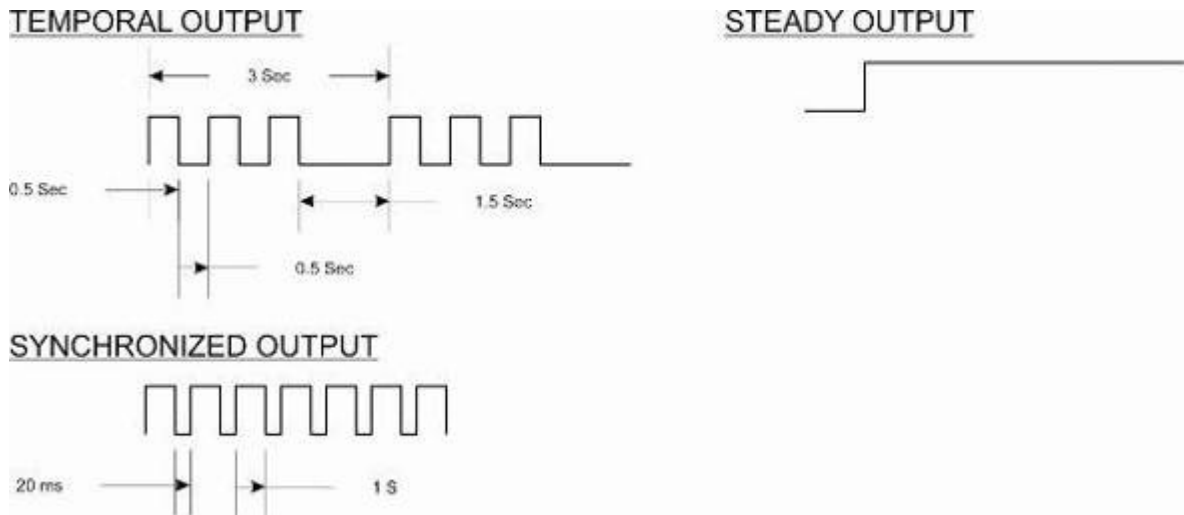 TEMPORAL OUTPUT
STEADY OUTPUT
3 Sec
0.5 Sec
1.5 Sec
0.5 Sec
SYNCHRONIZED OUTPUT
20 ms
1 S